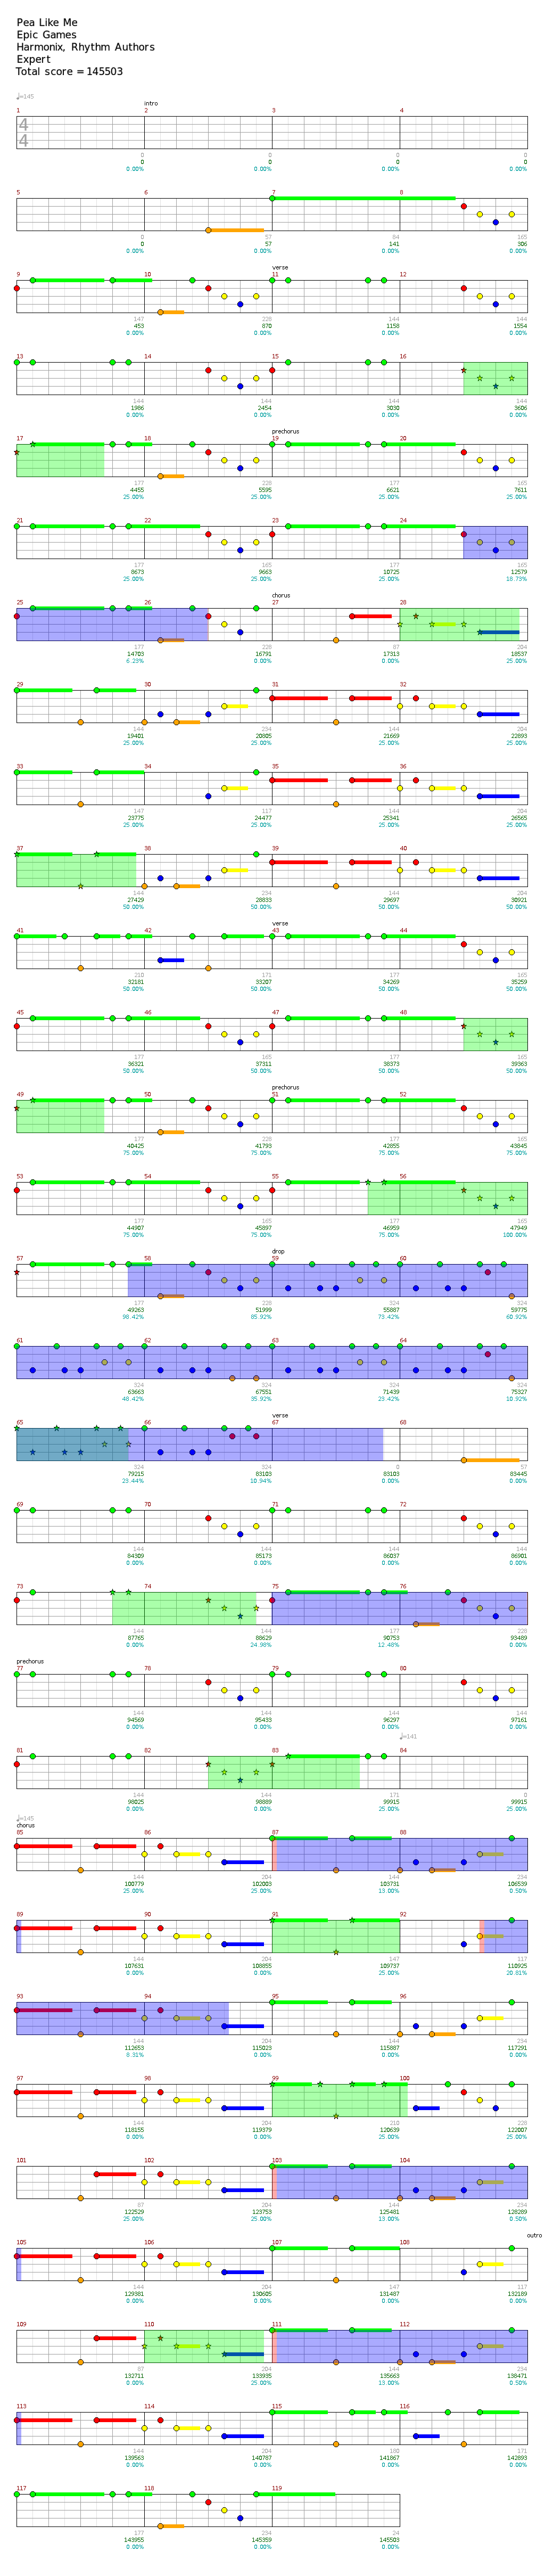 Pea Like Me
Epic Games
Harmonix, Rhythm Authors
Expert
Total score = 145503
♩=145
intro
1 2 3 4
4
4
0 0 0 0
0 0 0 0
0.00% 0.00% 0.00% 0.00%
5 6 7 8
0 57 84 165
0 57 141 306
0.00% 0.00% 0.00% 0.00%
verse
9 10 11 12
147 228 144 144
453 870 1158 1554
0.00% 0.00% 0.00% 0.00%
13 14 15 16
144 144 144 144
1986 2454 3030 3606
0.00% 0.00% 0.00% 0.00%
prechorus
17 18 19 20
177 228 177 165
4455 5595 6621 7611
25.00% 25.00% 25.00% 25.00%
21 22 23 24
177 165 177 165
8673 9663 10725 12579
25.00% 25.00% 25.00% 18.73%
chorus
25 26 27 28
177 228 87 204
14703 16791 17313 18537
6.23% 0.00% 0.00% 25.00%
29 30 31 32
144 234 144 204
19401 20805 21669 22893
25.00% 25.00% 25.00% 25.00%
33 34 35 36
147 117 144 204
23775 24477 25341 26565
25.00% 25.00% 25.00% 25.00%
37 38 39 40
144 234 144 204
27429 28833 29697 30921
50.00% 50.00% 50.00% 50.00%
verse
41 42 43 44
210 171 177 165
32181 33207 34269 35259
50.00% 50.00% 50.00% 50.00%
45 46 47 48
177 165 177 165
36321 37311 38373 39363
50.00% 50.00% 50.00% 50.00%
prechorus
49 50 51 52
177 228 177 165
40425 41793 42855 43845
75.00% 75.00% 75.00% 75.00%
53 54 55 56
177 165 177 165
44907 45897 46959 47949
75.00% 75.00% 75.00% 100.00%
drop
57 58 59 60
177 228 324 324
49263 51999 55887 59775
98.42% 85.92% 73.42% 60.92%
61 62 63 64
324 324 324 324
63663 67551 71439 75327
48.42% 35.92% 23.42% 10.92%
verse
65 66 67 68
324 324 0 57
79215 83103 83103 83445
23.44% 10.94% 0.00% 0.00%
69 70 71 72
144 144 144 144
84309 85173 86037 86901
0.00% 0.00% 0.00% 0.00%
73 74 75 76
144 144 177 228
87765 88629 90753 93489
0.00% 24.98% 12.48% 0.00%
prechorus
77 78 79 80
144 144 144 144
94569 95433 96297 97161
0.00% 0.00% 0.00% 0.00%
♩=141
81 82 83 84
144 144 171 0
98025 98889 99915 99915
0.00% 25.00% 25.00% 25.00%
♩=145
chorus
85 86 87 88
144 204 144 234
100779 102003 103731 106539
25.00% 25.00% 13.00% 0.50%
89 90 91 92
144 204 147 117
107631 108855 109737 110925
0.00% 0.00% 25.00% 20.81%
93 94 95 96
144 204 144 234
112653 115023 115887 117291
8.31% 0.00% 0.00% 0.00%
97 98 99 100
144 204 210 228
118155 119379 120639 122007
0.00% 0.00% 25.00% 25.00%
101 102 103 104
87 204 144 234
122529 123753 125481 128289
25.00% 25.00% 13.00% 0.50%
outro
105 106 107 108
144 204 147 117
129381 130605 131487 132189
0.00% 0.00% 0.00% 0.00%
109 110 111 112
87 204 144 234
132711 133935 135663 138471
0.00% 25.00% 13.00% 0.50%
113 114 115 116
144 204 180 171
139563 140787 141867 142893
0.00% 0.00% 0.00% 0.00%
117 118 119
177 234 24
143955 145359 145503
0.00% 0.00% 0.00%